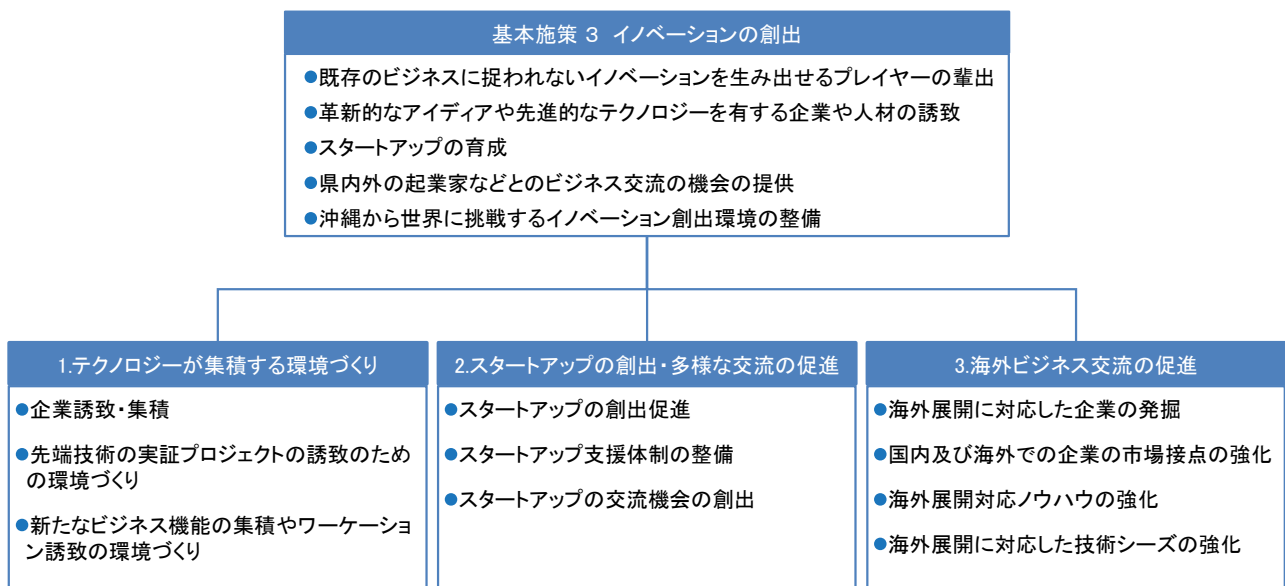 基本施策 3 イノベーションの創出
●既存のビジネスに捉われないイノベーションを生み出せるプレイヤーの輩出
●革新的なアイディアや先進的なテクノロジーを有する企業や人材の誘致
●スタートアップの育成
●県内外の起業家などとのビジネス交流の機会の提供
●沖縄から世界に挑戦するイノベーション創出環境の整備
1.テクノロジーが集積する環境づくり
●企業誘致・集積
●先端技術の実証プロジェクトの誘致のため
の環境づくり
●新たなビジネス機能の集積やワーケーショ
ン誘致の環境づくり
2.スタートアップの創出・多様な交流の促進
●スタートアップの創出促進
●スタートアップ支援体制の整備
●スタートアップの交流機会の創出
3.海外ビジネス交流の促進
●海外展開に対応した企業の発掘
●国内及び海外での企業の市場接点の強化
●海外展開対応ノウハウの強化
●海外展開に対応した技術シーズの強化